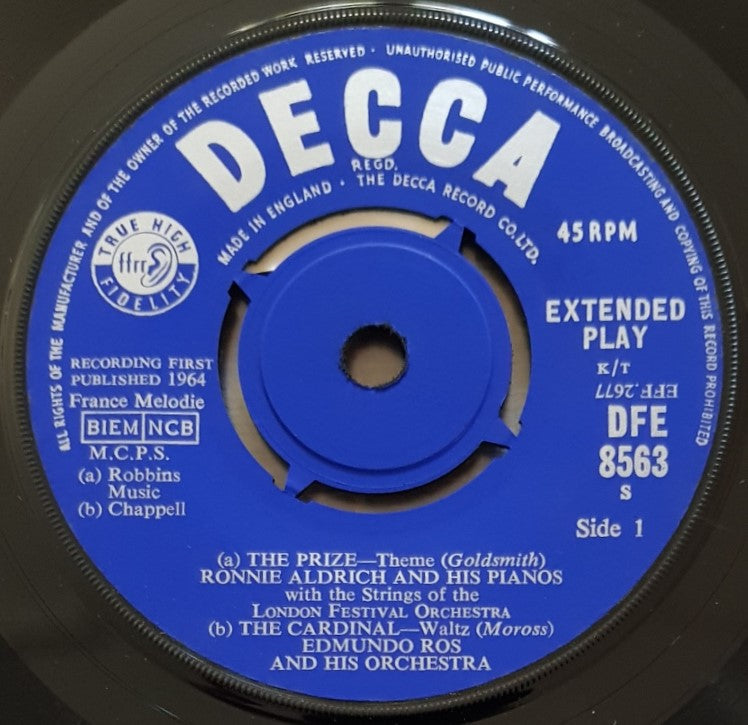 ALL RIGHTS OF THE MANUFACTURER AND OF THE OWNER OF THE RECORDED WORK RESERVED · UNAUTHORISED PUBLIC PERFORMANCE BROADCASTING AND COPYING OF THIS RECORD PROHIBITED
DECCA
REGD.
MADE IN ENGLAND · THE DECCA RECORD CO. LTD.
TRUE HIGH
ffrr
FIDELITY
45 RPM
EXTENDED
PLAY
K/T
EFF.2677
DFE
8563
S
Side 1
RECORDING FIRST
PUBLISHED 1964
France Melodie
BIEM NCB
M.C.P.S.
(a) Robbins
Music
(b) Chappell
(a) THE PRIZE—Theme (Goldsmith)
RONNIE ALDRICH AND HIS PIANOS
with the Strings of the
LONDON FESTIVAL ORCHESTRA
(b) THE CARDINAL—Waltz (Moross)
EDMUNDO ROS
AND HIS ORCHESTRA